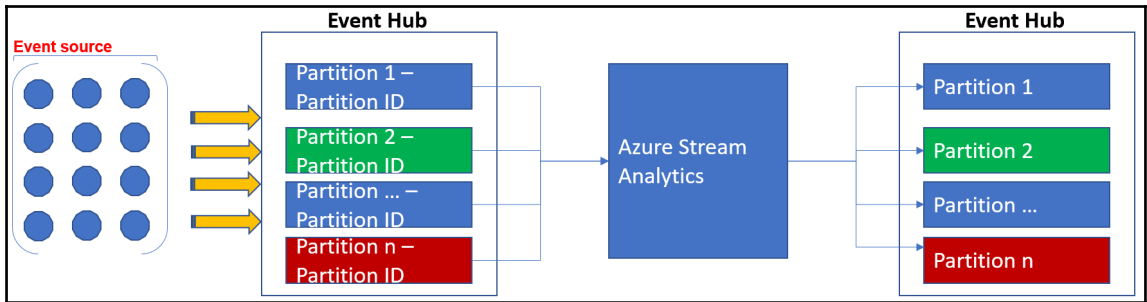 Event Hub
Event Hub
Event source
Partition 1 –
Partition ID
Partition 2 –
Partition ID
Partition ... –
Partition ID
Partition n –
Partition ID
Azure Stream
Analytics
Partition 1
Partition 2
Partition ...
Partition n